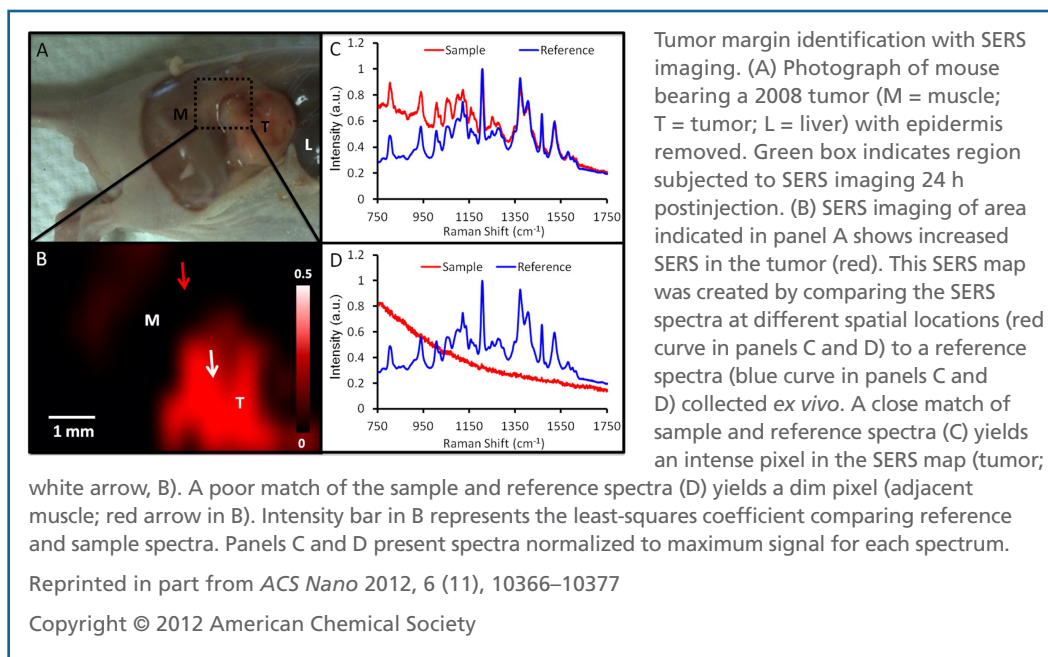 A
M
T
L
B
M
T
1 mm
0.5
0
C
Sample
Reference
Intensity (a.u.)
1.2
1
0.8
0.6
0.4
0.2
0
750 950 1150 1350 1550 1750
Raman Shift (cm⁻¹)
D
Sample
Reference
Intensity (a.u.)
1.2
1
0.8
0.6
0.4
0.2
0
750 950 1150 1350 1550 1750
Raman Shift (cm⁻¹)
Tumor margin identification with SERS
imaging. (A) Photograph of mouse
bearing a 2008 tumor (M = muscle;
T = tumor; L = liver) with epidermis
removed. Green box indicates region
subjected to SERS imaging 24 h
postinjection. (B) SERS imaging of area
indicated in panel A shows increased
SERS in the tumor (red). This SERS map
was created by comparing the SERS
spectra at different spatial locations (red
curve in panels C and D) to a reference
spectra (blue curve in panels C and
D) collected ex vivo. A close match of
sample and reference spectra (C) yields
an intense pixel in the SERS map (tumor;
white arrow, B). A poor match of the sample and reference spectra (D) yields a dim pixel (adjacent
muscle; red arrow in B). Intensity bar in B represents the least-squares coefficient comparing reference
and sample spectra. Panels C and D present spectra normalized to maximum signal for each spectrum.
Reprinted in part from ACS Nano 2012, 6 (11), 10366–10377
Copyright © 2012 American Chemical Society